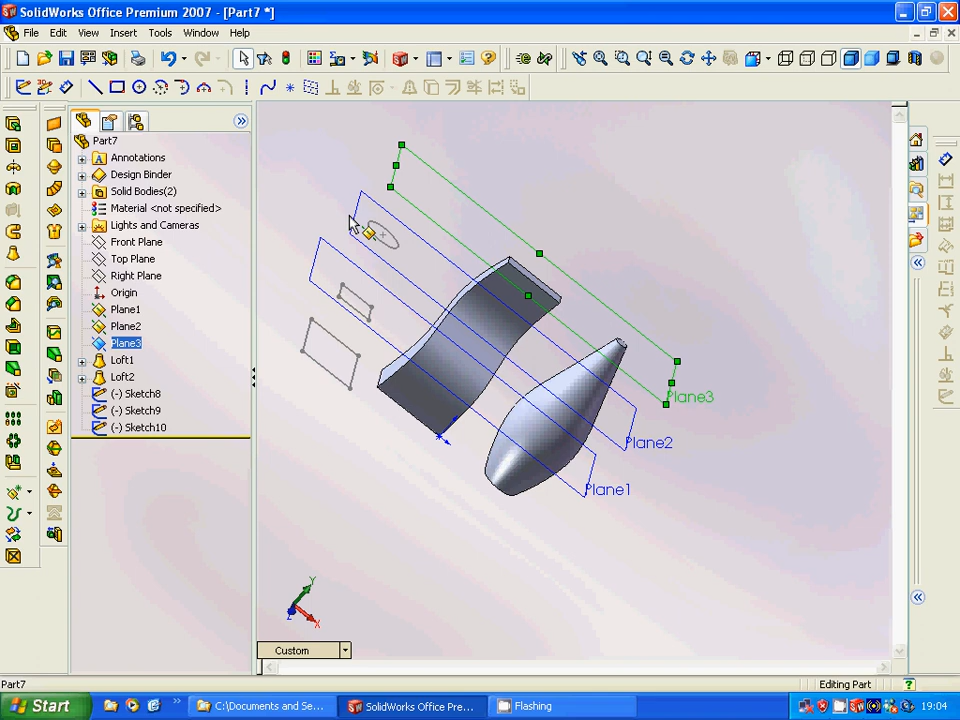 SolidWorks Office Premium 2007 - [Part7 *]
File Edit View Insert Tools Window Help
Part7
Annotations
Design Binder
Solid Bodies(2)
Material <not specified>
Lights and Cameras
Front Plane
Top Plane
Right Plane
Origin
Plane1
Plane2
Plane3
Loft1
Loft2
(-) Sketch8
(-) Sketch9
(-) Sketch10
Plane3
Plane2
Plane1
Y
X
Z
Custom
Part7
Editing Part
Start
C:\Documents and Se...
SolidWorks Office Pre...
Flashing
19:04